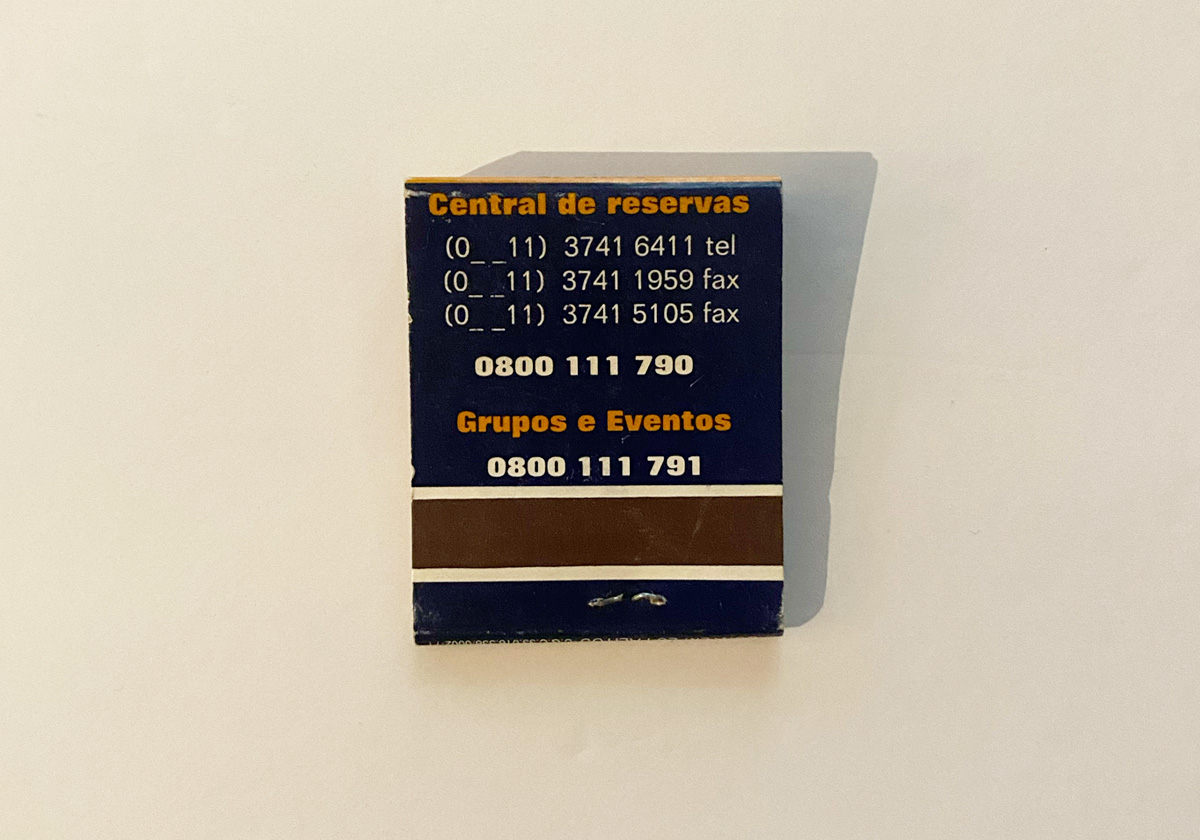 Central de reservas
(0_ _11) 3741 6411 tel
(0_ _11) 3741 1959 fax
(0_ _11) 3741 5105 fax
0800 111 790
Grupos e Eventos
0800 111 791